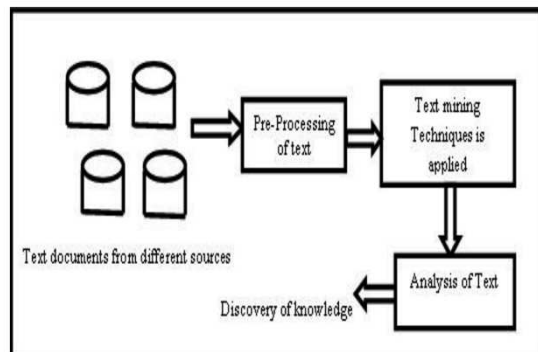 Pre-Processing
of text
Text mining
Techniques is
applied
Text documents from different sources
Analysis of Text
Discovery of knowledge